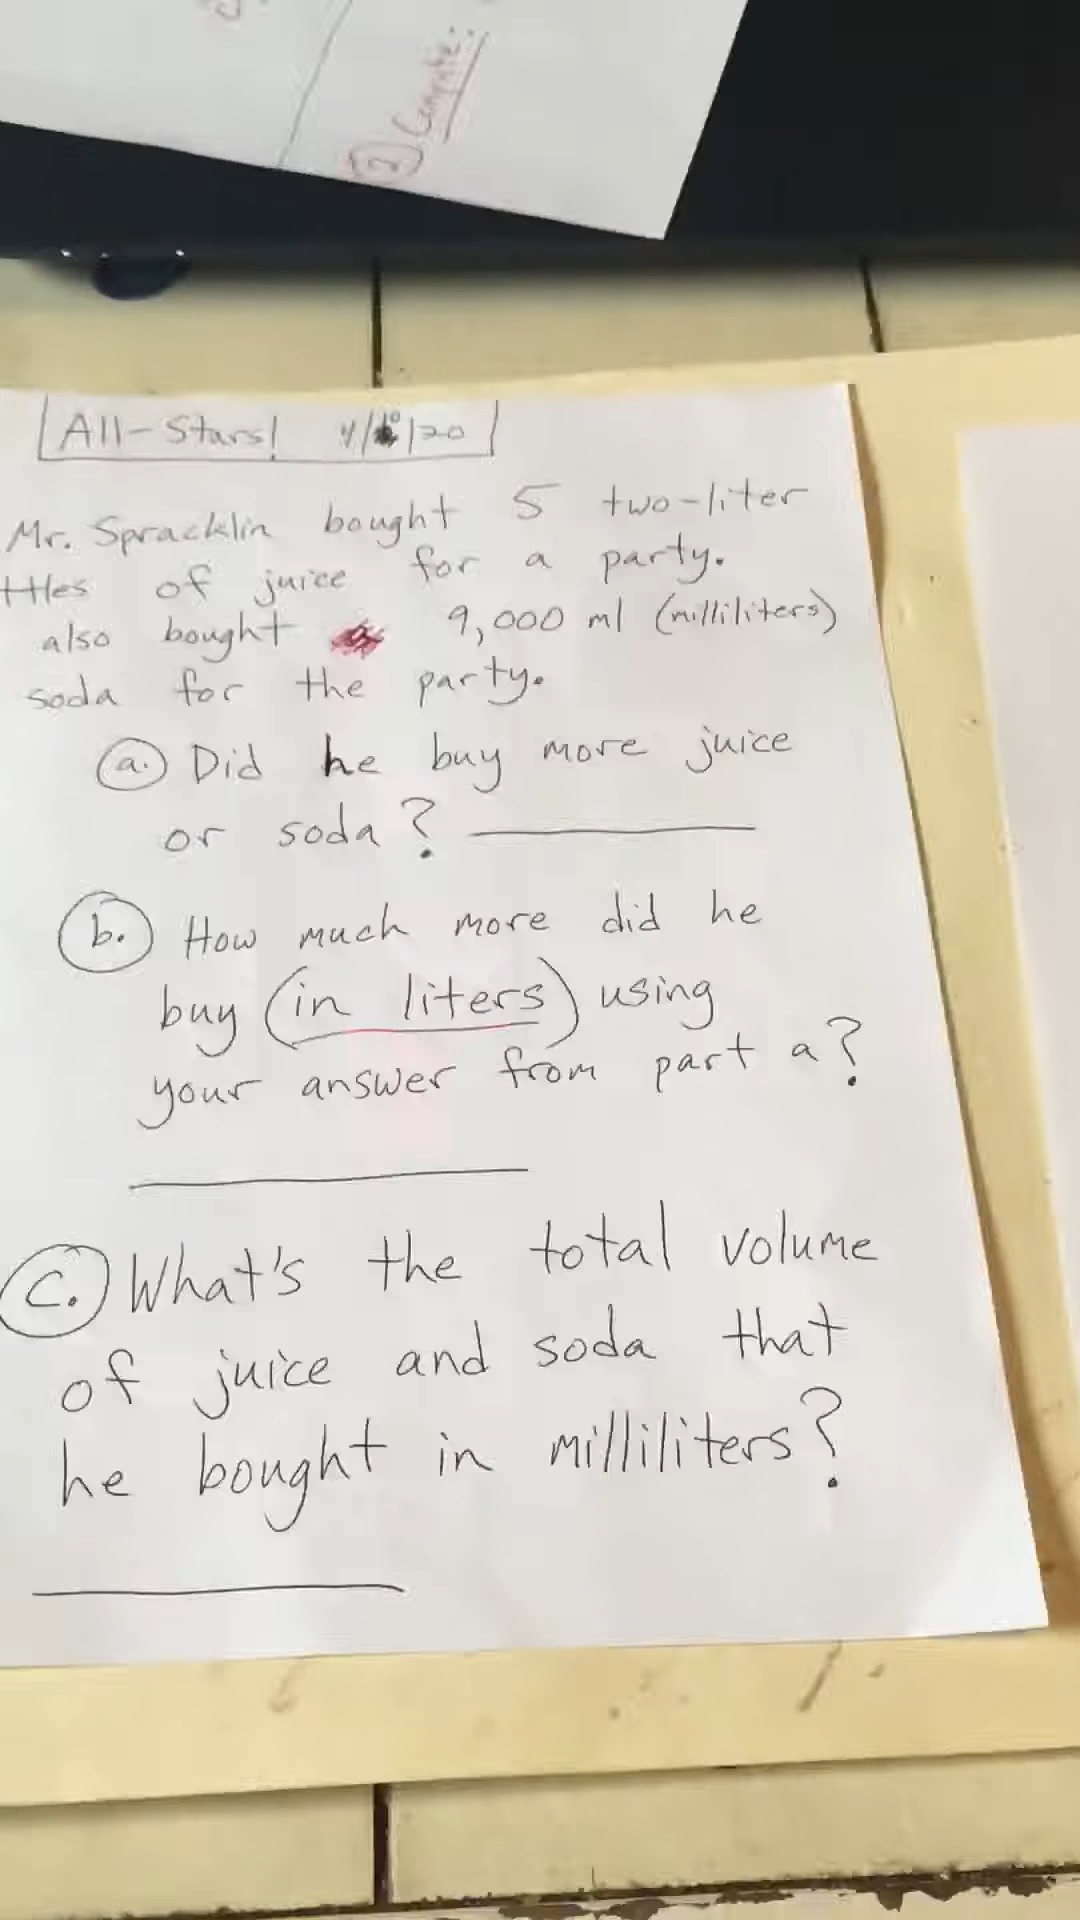 ② Compute:
All-Stars! 4/10/20
Mr. Spracklin bought 5 two-liter
ttles of juice for a party.
also bought 9,000 ml (milliliters)
soda for the party.
a. Did he buy more juice
or soda?
b. How much more did he
buy (in liters) using
your answer from part a?
c. What's the total volume
of juice and soda that
he bought in milliliters?